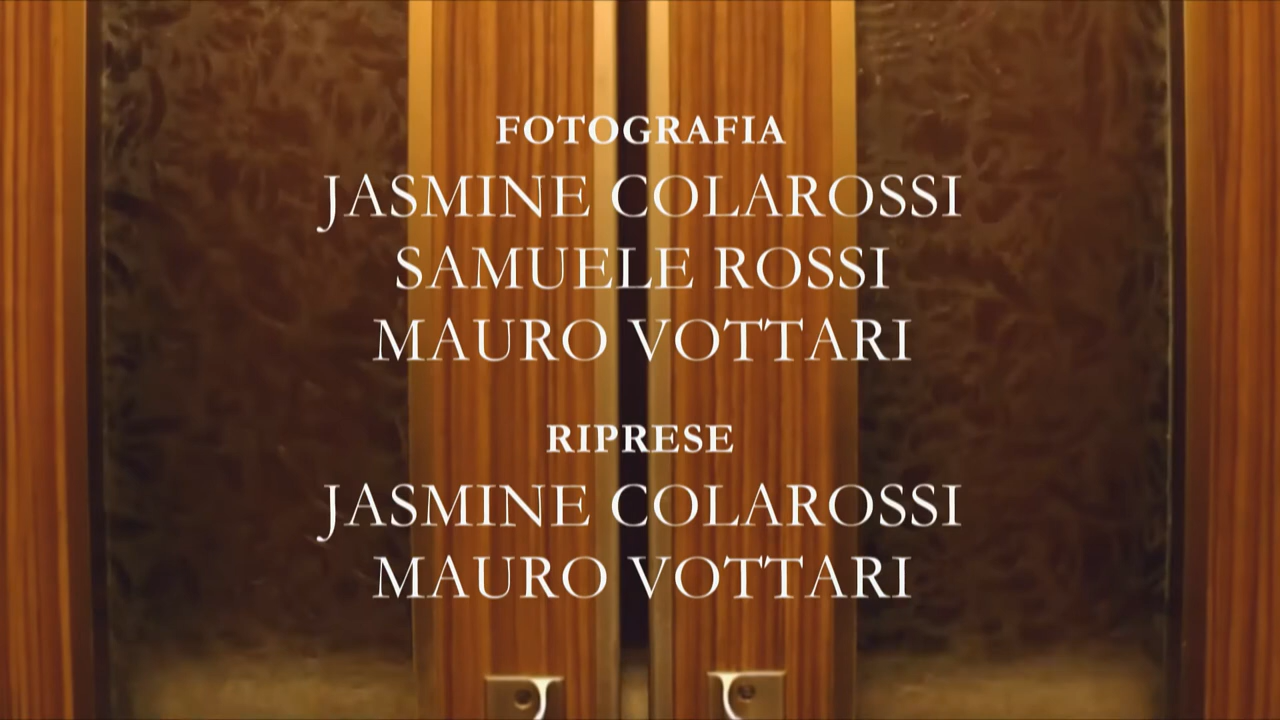 FOTOGRAFIA
JASMINE COLAROSSI
SAMUELE ROSSI
MAURO VOTTARI
RIPRESE
JASMINE COLAROSSI
MAURO VOTTARI